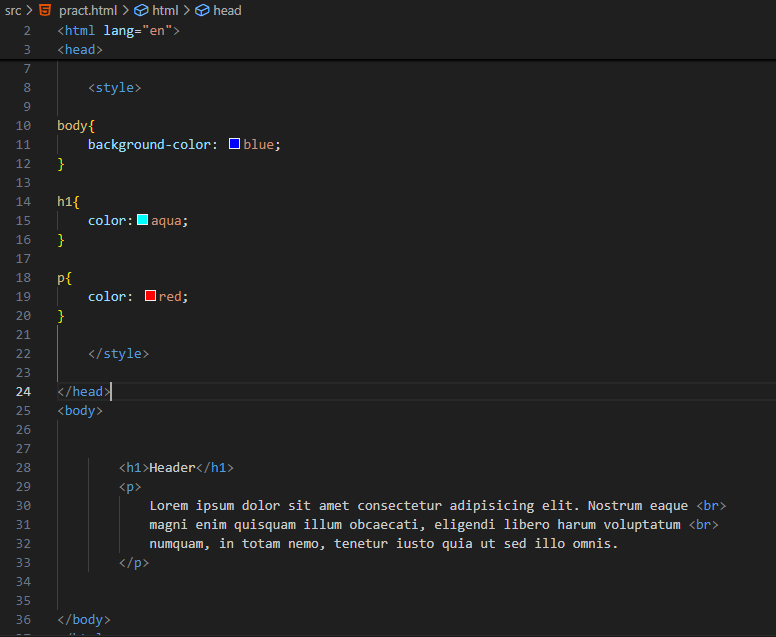 src > pract.html > html > head
2 <html lang="en">
3 <head>
7
8 <style>
9
10 body{
11 background-color: blue;
12 }
13
14 h1{
15 color: aqua;
16 }
17
18 p{
19 color: red;
20 }
21
22 </style>
23
24 </head>
25 <body>
26
27
28 <h1>Header</h1>
29 <p>
30 Lorem ipsum dolor sit amet consectetur adipisicing elit. Nostrum eaque <br>
31 magni enim quisquam illum obcaecati, eligendi libero harum voluptatum <br>
32 numquam, in totam nemo, tenetur iusto quia ut sed illo omnis.
33 </p>
34
35
36 </body>